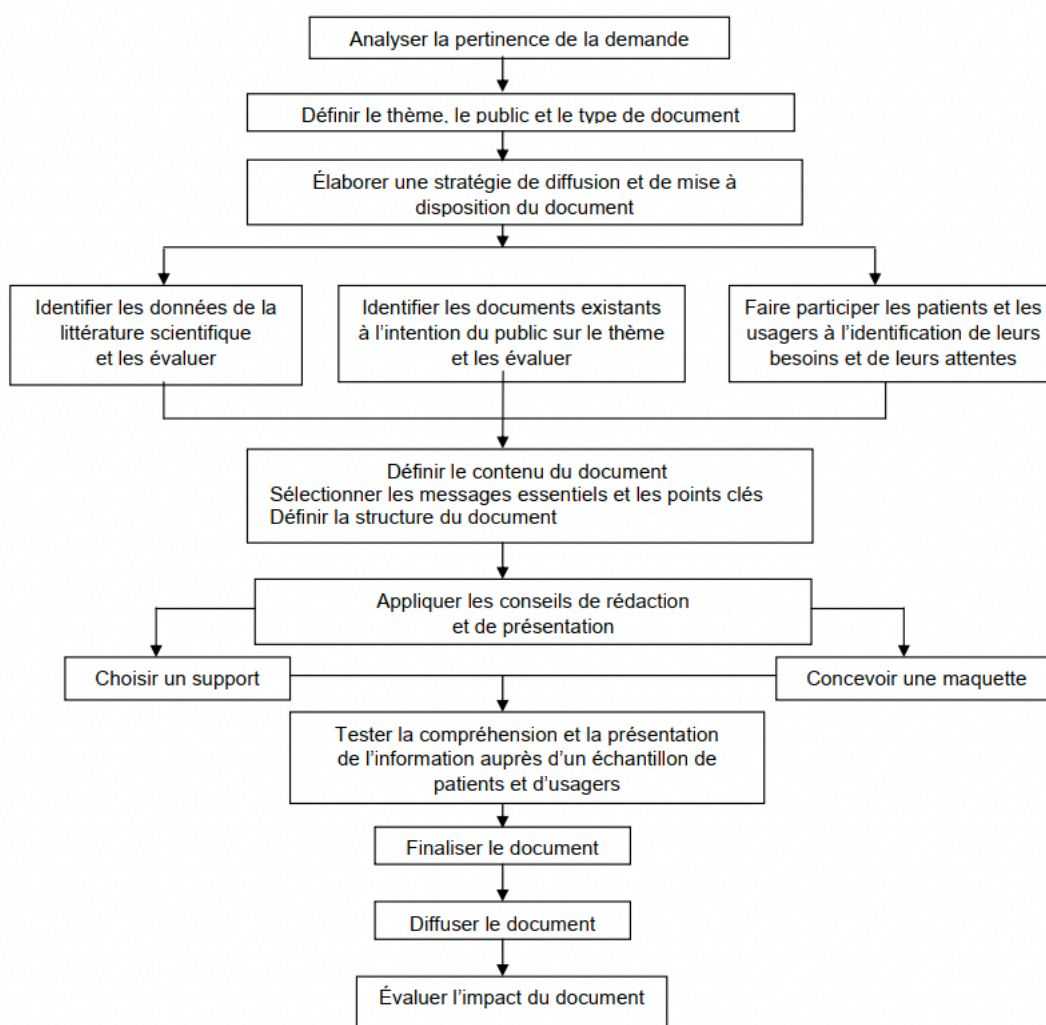 Analyser la pertinence de la demande
Définir le thème, le public et le type de document
Élaborer une stratégie de diffusion et de mise à
disposition du document
Identifier les données de la
littérature scientifique
et les évaluer
Identifier les documents existants
à l'intention du public sur le thème
et les évaluer
Faire participer les patients et les
usagers à l'identification de leurs
besoins et de leurs attentes
Définir le contenu du document
Sélectionner les messages essentiels et les points clés
Définir la structure du document
Appliquer les conseils de rédaction
et de présentation
Choisir un support
Concevoir une maquette
Tester la compréhension et la présentation
de l'information auprès d'un échantillon de
patients et d'usagers
Finaliser le document
Diffuser le document
Évaluer l'impact du document